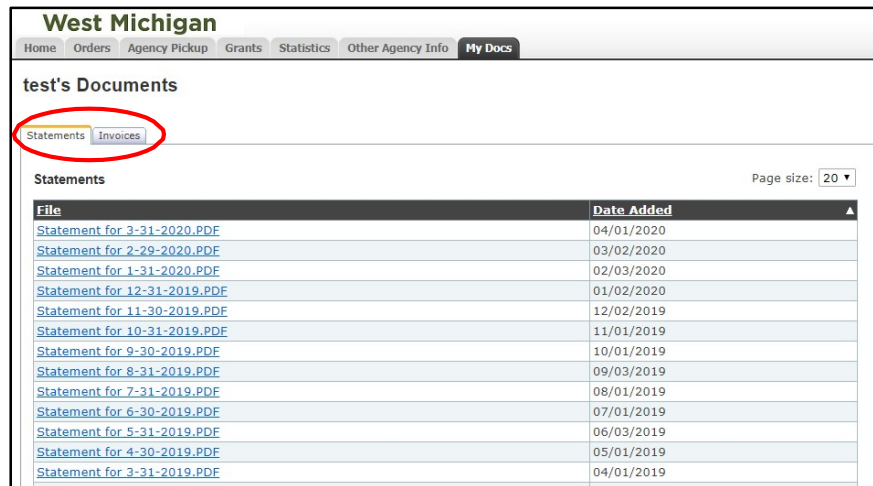 West Michigan
Home Orders Agency Pickup Grants Statistics Other Agency Info My Docs
test's Documents
Statements Invoices
Statements Page size: 20 ▼
File Date Added ▲
Statement for 3-31-2020.PDF 04/01/2020
Statement for 2-29-2020.PDF 03/02/2020
Statement for 1-31-2020.PDF 02/03/2020
Statement for 12-31-2019.PDF 01/02/2020
Statement for 11-30-2019.PDF 12/02/2019
Statement for 10-31-2019.PDF 11/01/2019
Statement for 9-30-2019.PDF 10/01/2019
Statement for 8-31-2019.PDF 09/03/2019
Statement for 7-31-2019.PDF 08/01/2019
Statement for 6-30-2019.PDF 07/01/2019
Statement for 5-31-2019.PDF 06/03/2019
Statement for 4-30-2019.PDF 05/01/2019
Statement for 3-31-2019.PDF 04/01/2019